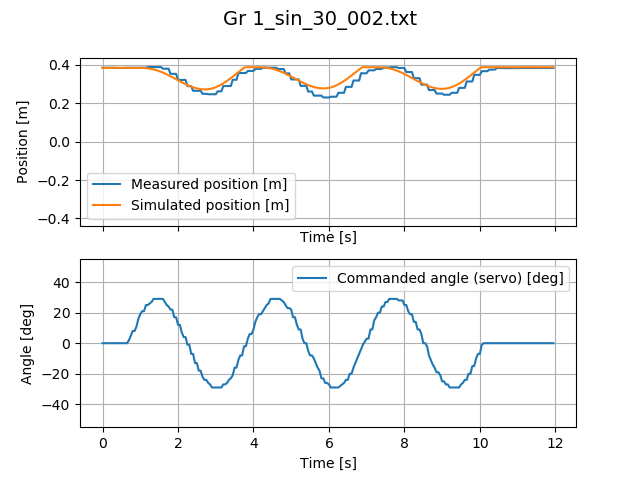 Gr 1_sin_30_002.txt
0.4
0.2
0.0
−0.2
−0.4
Position [m]
Measured position [m]
Simulated position [m]
Time [s]
40
20
0
−20
−40
Angle [deg]
Commanded angle (servo) [deg]
0 2 4 6 8 10 12
Time [s]